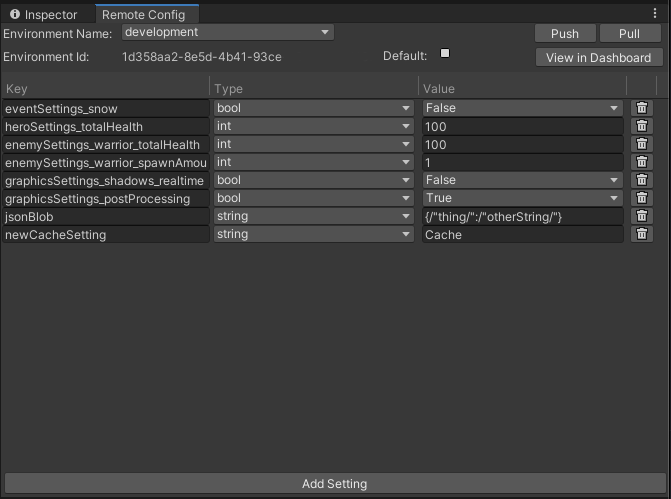 Inspector Remote Config
Environment Name: development Push Pull
Environment Id: 1d358aa2-8e5d-4b41-93ce Default: View in Dashboard
Key Type Value
eventSettings_snow bool False
heroSettings_totalHealth int 100
enemySettings_warrior_totalHealth int 100
enemySettings_warrior_spawnAmou int 1
graphicsSettings_shadows_realtime bool False
graphicsSettings_postProcessing bool True
jsonBlob string {/"thing/":/"otherString/"}
newCacheSetting string Cache
Add Setting